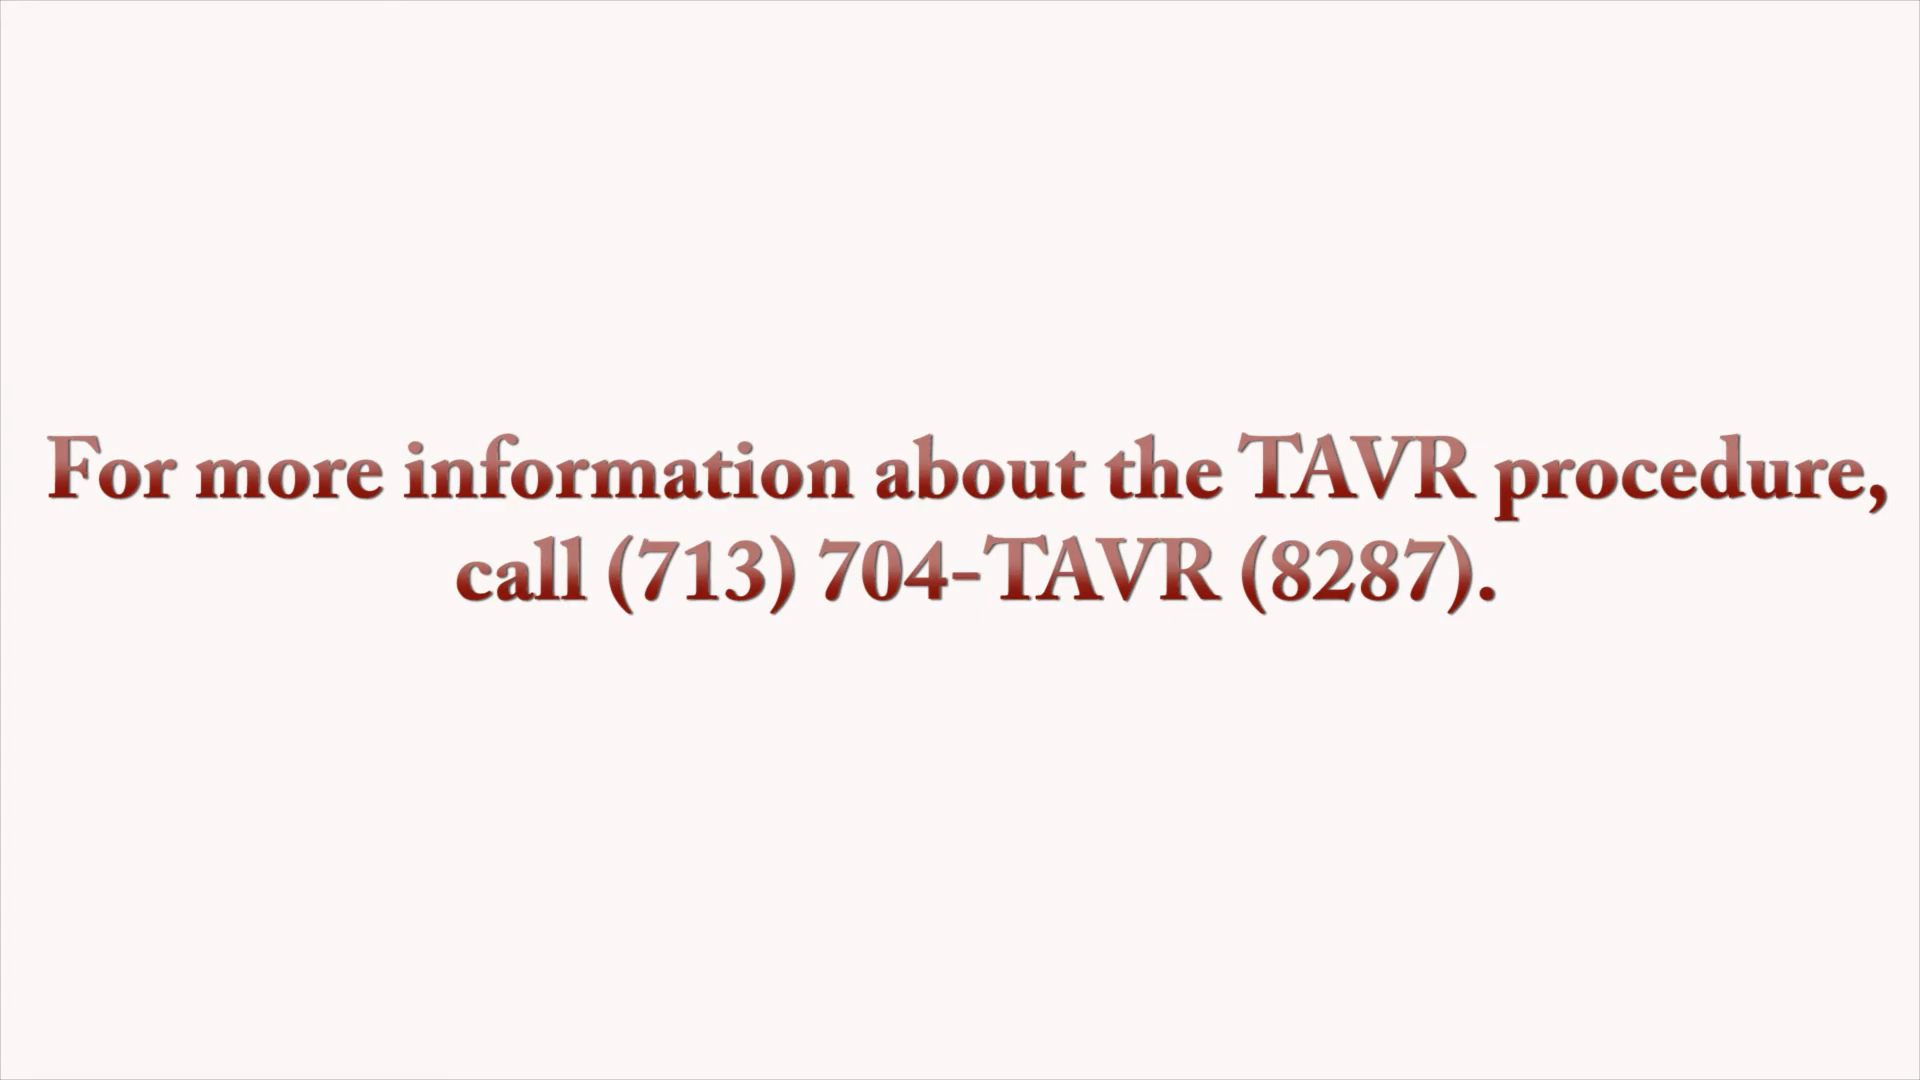 For more information about the TAVR procedure,
call (713) 704-TAVR (8287).